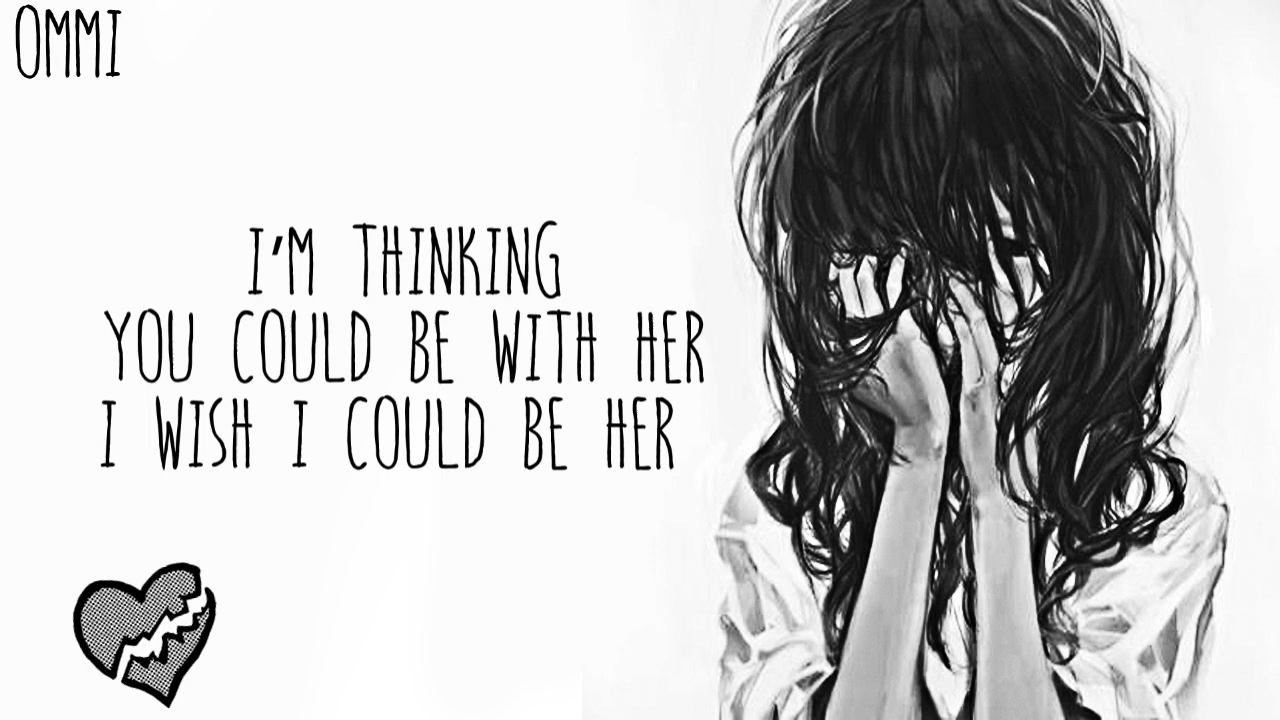 OMMI
I'M THINKING
YOU COULD BE WITH HER
I WISH I COULD BE HER